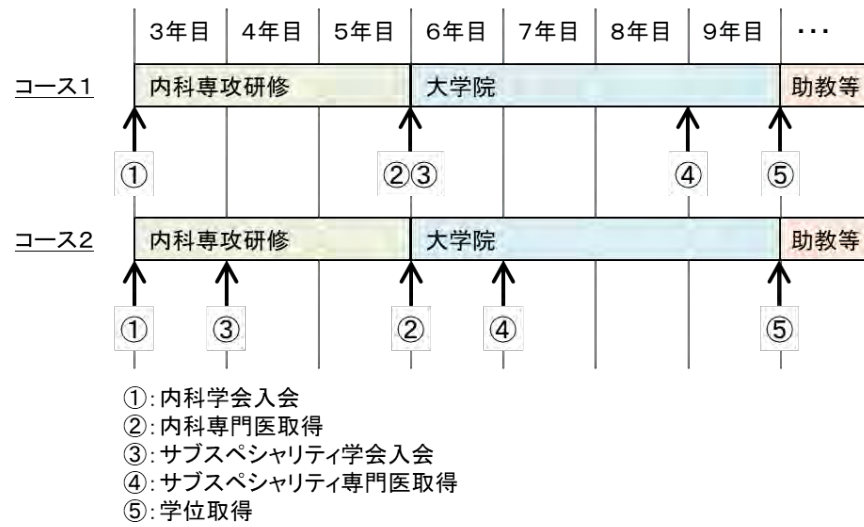 3年目 4年目 5年目 6年目 7年目 8年目 9年目 ･･･
コース1 内科専攻研修 大学院 助教等
① ②③ ④ ⑤
コース2 内科専攻研修 大学院 助教等
① ③ ② ④ ⑤
①：内科学会入会
②：内科専門医取得
③：サブスペシャリティ学会入会
④：サブスペシャリティ専門医取得
⑤：学位取得